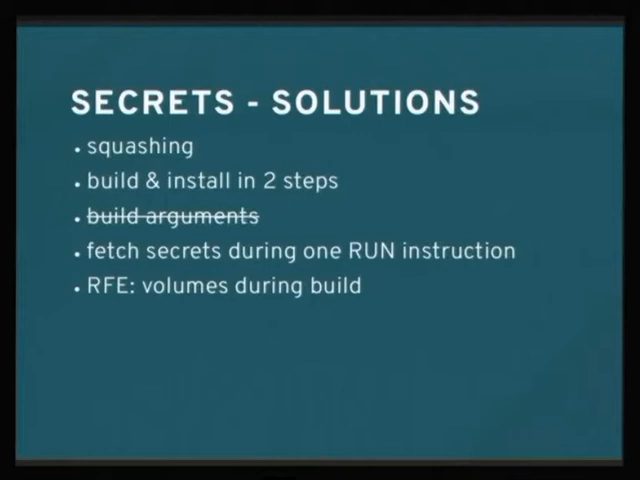 SECRETS - SOLUTIONS
squashing
build & install in 2 steps
build arguments
fetch secrets during one RUN instruction
RFE: volumes during build